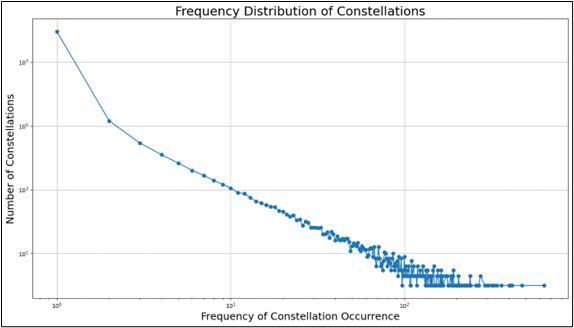 Frequency Distribution of Constellations
Number of Constellations
10⁷
10⁵
10³
10¹
10⁰
10¹
10²
Frequency of Constellation Occurrence